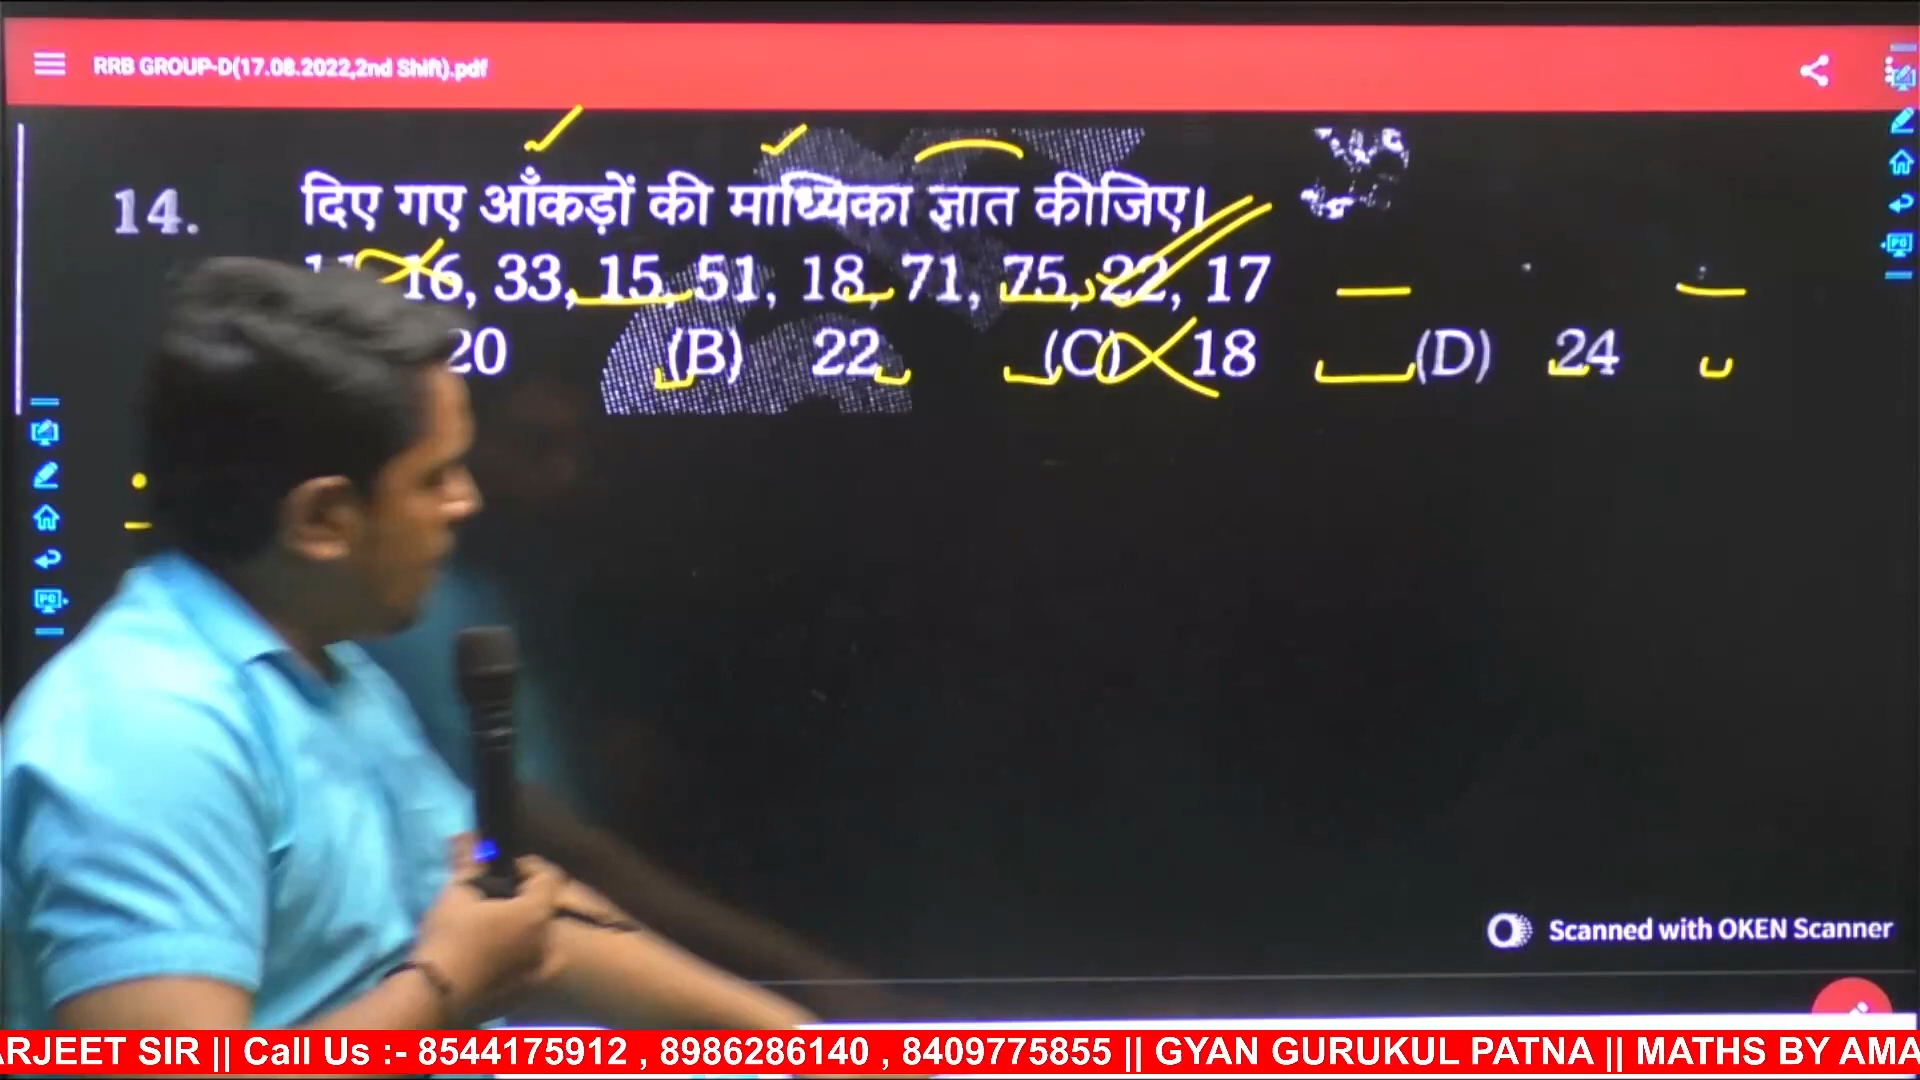 RRB GROUP-D(17.08.2022,2nd Shift).pdf
14. दिए गए आँकड़ों की माध्यिका ज्ञात कीजिए।
16, 33, 15, 51, 18, 71, 75, 22, 17
20 (B) 22 (C) 18 (D) 24
Scanned with OKEN Scanner
ARJEET SIR || Call Us :- 8544175912 , 8986286140 , 8409775855 || GYAN GURUKUL PATNA || MATHS BY AMA